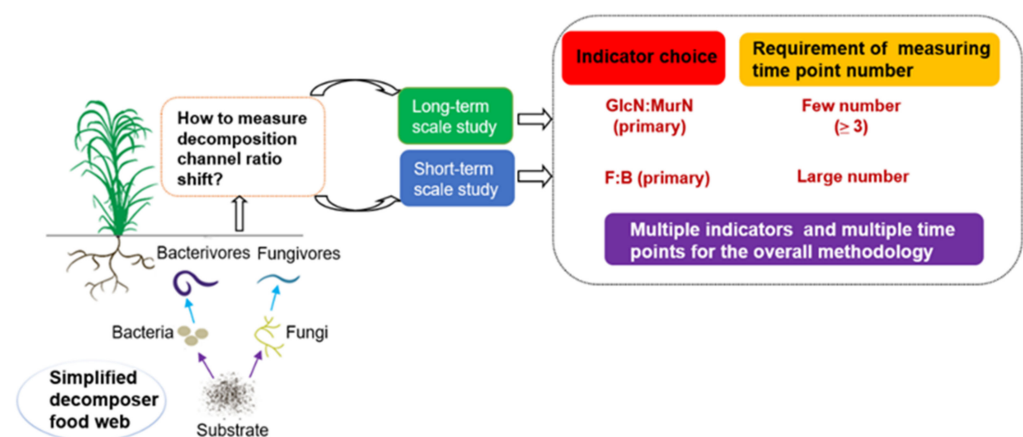 How to measure
decomposition
channel ratio
shift?
Long-term
scale study
Short-term
scale study
Indicator choice
Requirement of measuring
time point number
GlcN:MurN
(primary)
Few number
(≥ 3)
F:B (primary)
Large number
Multiple indicators and multiple time
points for the overall methodology
Bacterivores
Fungivores
Bacteria
Fungi
Simplified
decomposer
food web
Substrate